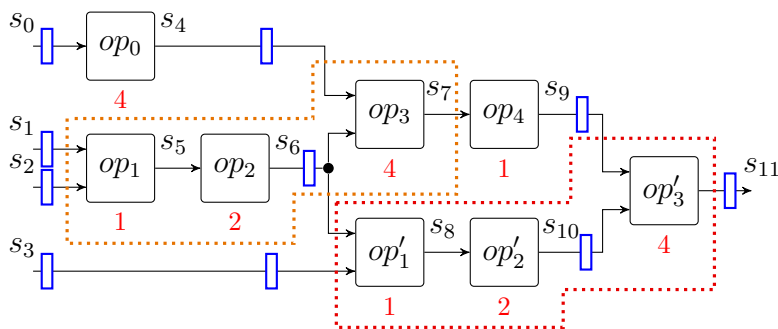 s₀ op₀ s₄
4
s₁ op₁ s₅ op₂ s₆ op₃ s₇ op₄ s₉
s₂
1 2 4 1
op′₃ s₁₁
4
s₃ op′₁ s₈ op′₂ s₁₀
1 2